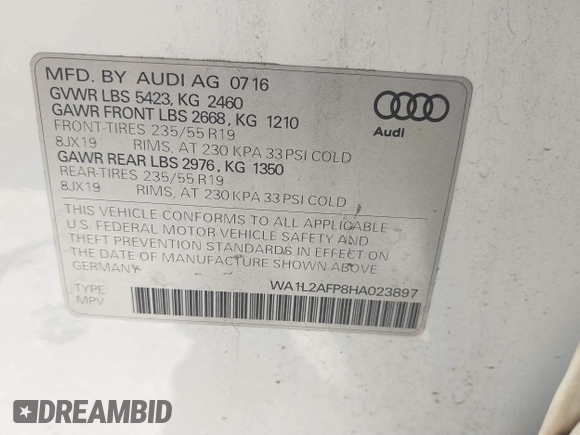 MFD. BY AUDI AG 0716
GVWR LBS 5423, KG 2460
GAWR FRONT LBS 2668, KG 1210
FRONT-TIRES 235/55 R19
8JX19 RIMS, AT 230 KPA 33 PSI COLD
GAWR REAR LBS 2976, KG 1350
REAR-TIRES 235/55 R19
8JX19 RIMS, AT 230 KPA 33 PSI COLD
Audi
THIS VEHICLE CONFORMS TO ALL APPLICABLE
U.S. FEDERAL MOTOR VEHICLE SAFETY AND
THEFT PREVENTION STANDARDS IN EFFECT ON
THE DATE OF MANUFACTURE SHOWN ABOVE.
GERMANY
WA1L2AFP8HA023897
TYPE:
MPV
DREAMBID